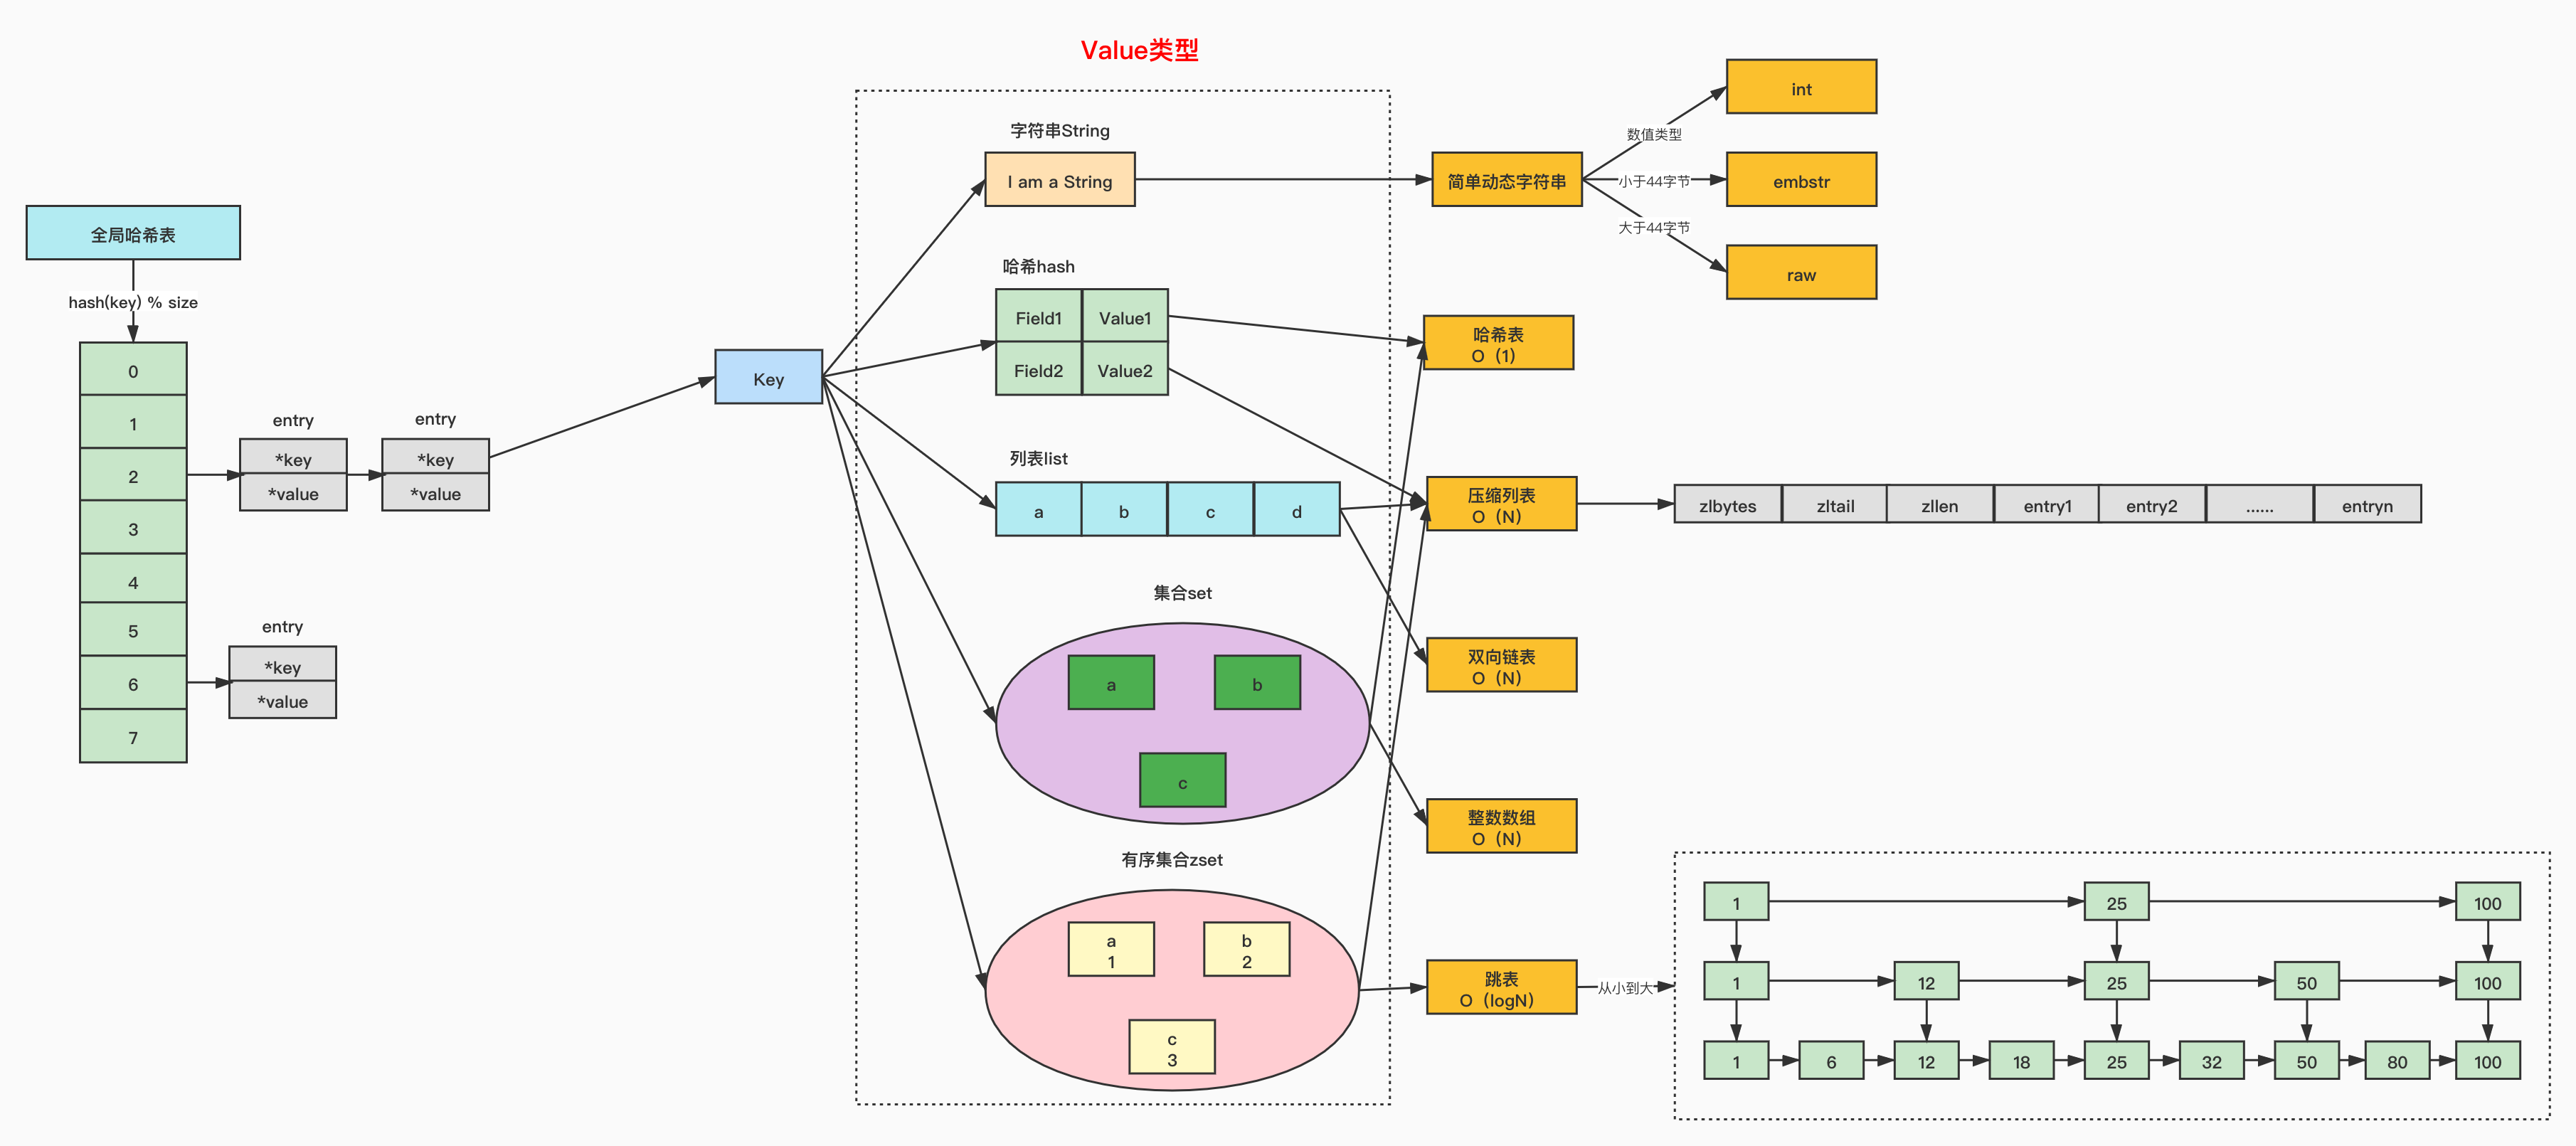 Value类型
全局哈希表
hash(key) % size
0
1
2
3
4
5
6
7
entry
*key
*value
entry
*key
*value
entry
*key
*value
Key
字符串String
I am a String
哈希hash
Field1
Value1
Field2
Value2
列表list
a
b
c
d
集合set
a
b
c
有序集合zset
a
1
b
2
c
3
简单动态字符串
数值类型
小于44字节
大于44字节
int
embstr
raw
哈希表
O（1）
压缩列表
O（N）
zlbytes
zltail
zllen
entry1
entry2
......
entryn
双向链表
O（N）
整数数组
O（N）
跳表
O（logN）
从小到大
1
25
100
1
12
25
50
100
1
6
12
18
25
32
50
80
100